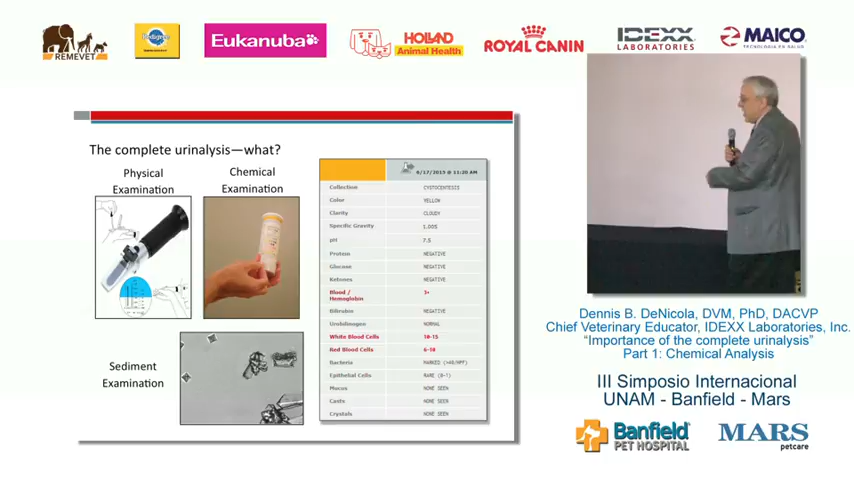 REMEVET
Pedigree
Eukanuba
HOLLAND
Animal Health
ROYAL CANIN
IDEXX
LABORATORIES
MAICO
TECNOLOGÍA EN SALUD
The complete urinalysis—what?
Physical
Examination
Chemical
Examination
Sediment
Examination
6/17/2013 @ 11:20 AM
Collection CYSTOCENTESIS
Color YELLOW
Clarity CLOUDY
Specific Gravity 1.005
pH 7.5
Protein NEGATIVE
Glucose NEGATIVE
Ketones NEGATIVE
Blood /
Hemoglobin 3+
Bilirubin NEGATIVE
Urobilinogen NORMAL
White Blood Cells 10-15
Red Blood Cells 6-10
Bacteria MARKED (>40/HPF)
Epithelial Cells RARE (0-1)
Mucus NONE SEEN
Casts NONE SEEN
Crystals NONE SEEN
Dennis B. DeNicola, DVM, PhD, DACVP
Chief Veterinary Educator, IDEXX Laboratories, Inc.
“Importance of the complete urinalysis”
Part 1: Chemical Analysis
III Simposio Internacional
UNAM - Banfield - Mars
Banfield
PET HOSPITAL
MARS
petcare